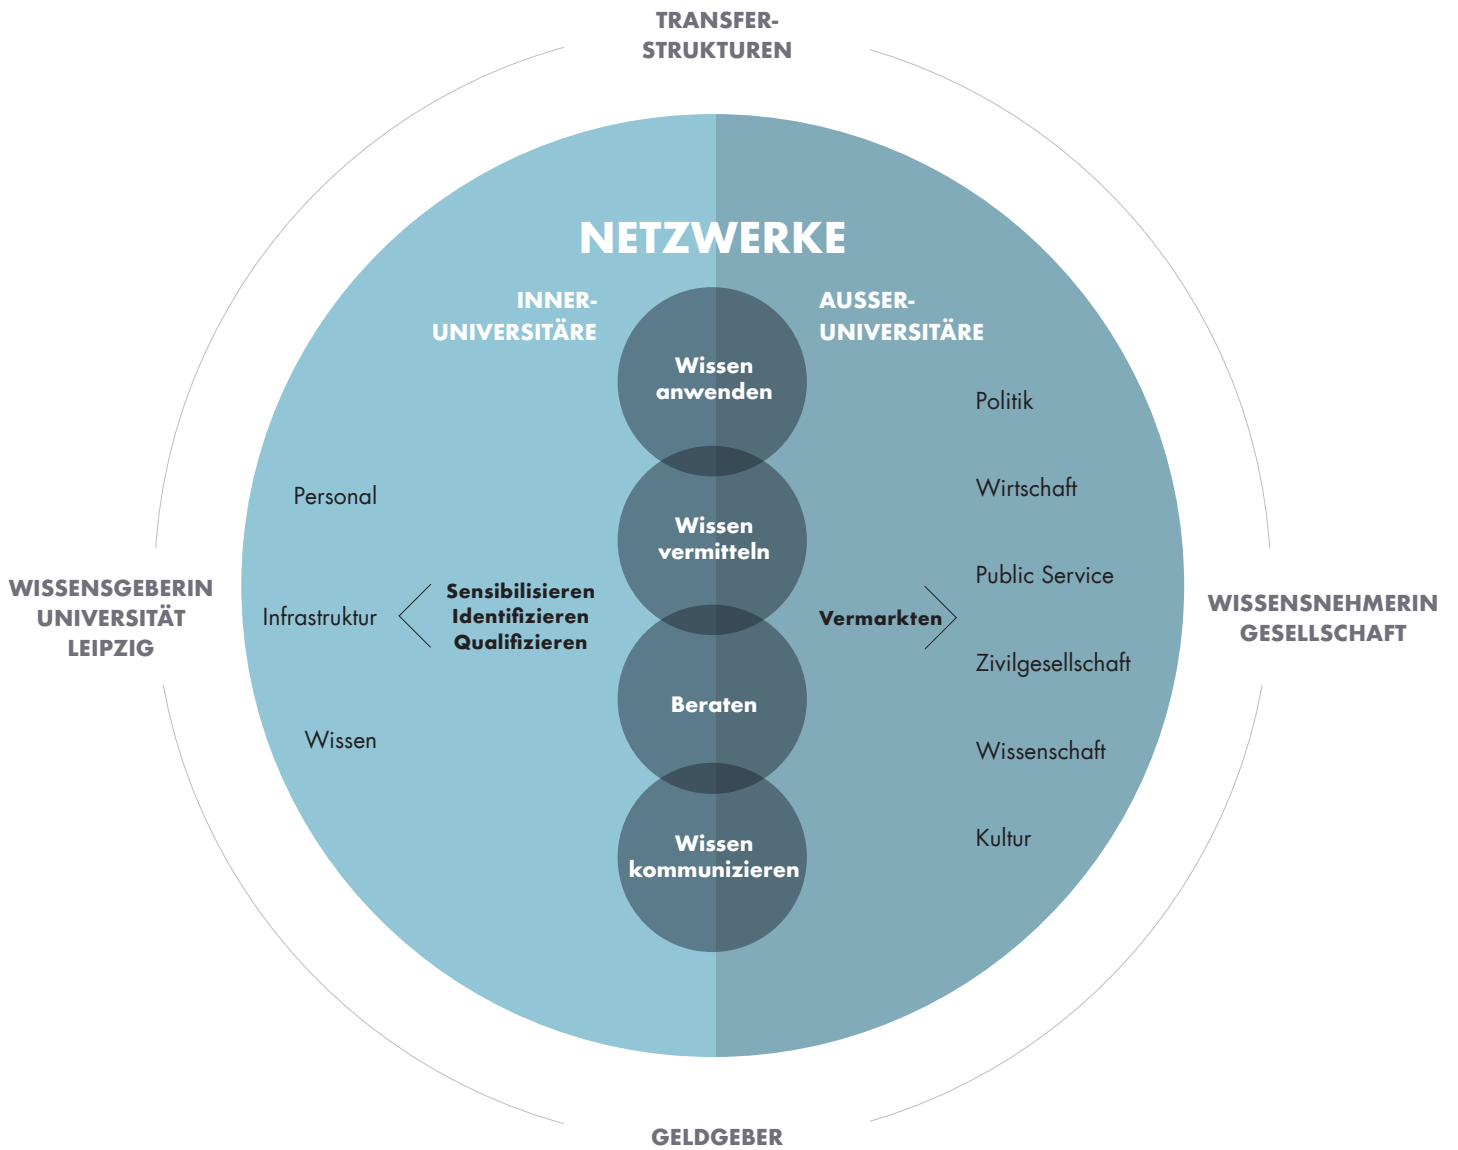 TRANSFER-
STRUKTUREN
NETZWERKE
INNER-
UNIVERSITÄRE
AUSSER-
UNIVERSITÄRE
Wissen
anwenden
Wissen
vermitteln
Beraten
Wissen
kommunizieren
WISSENSGEBERIN
UNIVERSITÄT
LEIPZIG
Personal
Infrastruktur
Wissen
Sensibilisieren
Identifizieren
Qualifizieren
Vermarkten
Politik
Wirtschaft
Public Service
Zivilgesellschaft
Wissenschaft
Kultur
WISSENSNEHMERIN
GESELLSCHAFT
GELDGEBER